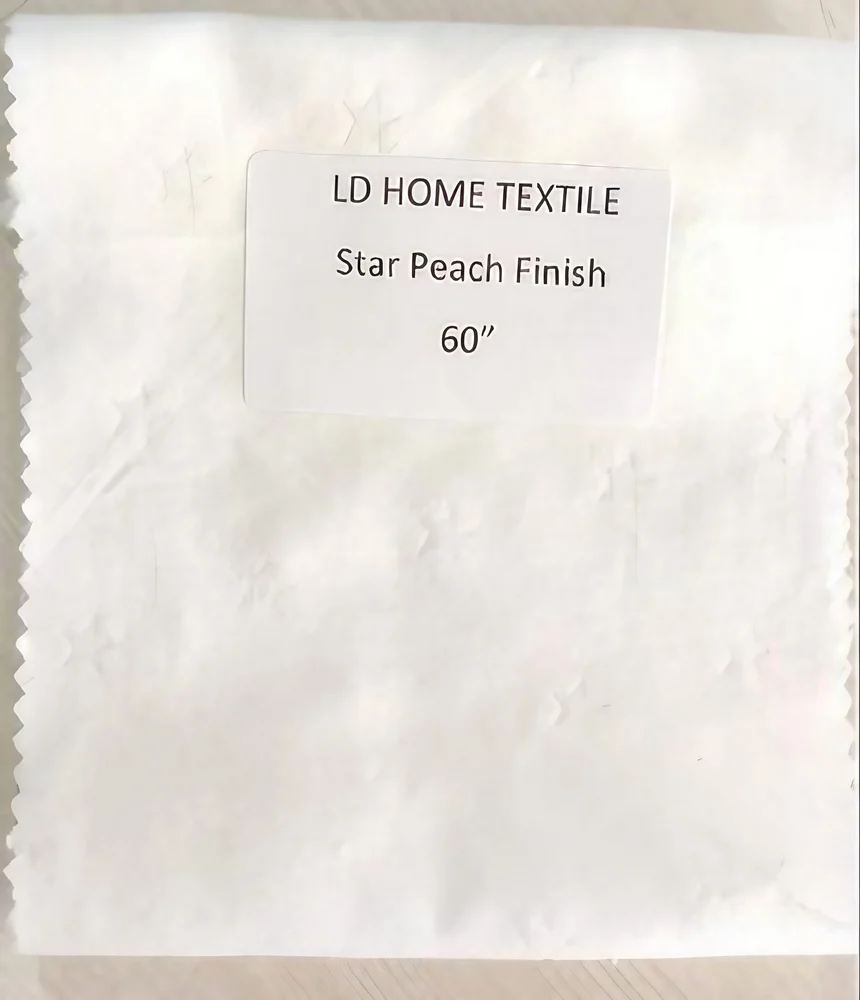 LD HOME TEXTILE
Star Peach Finish
60”